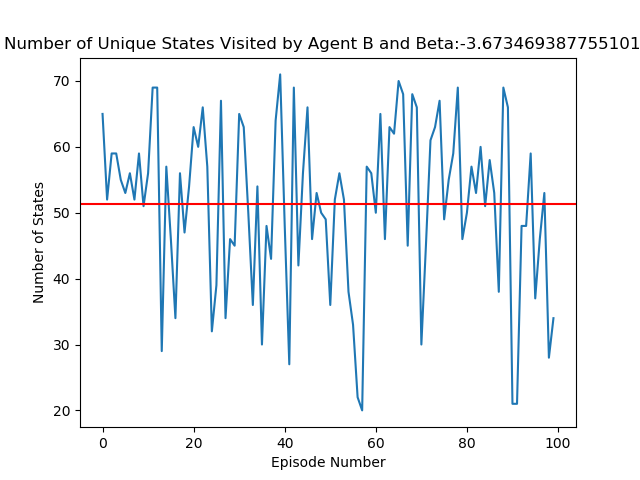 Number of Unique States Visited by Agent B and Beta:-3.673469387755101
70
60
50
40
30
20
Number of States
0 20 40 60 80 100
Episode Number